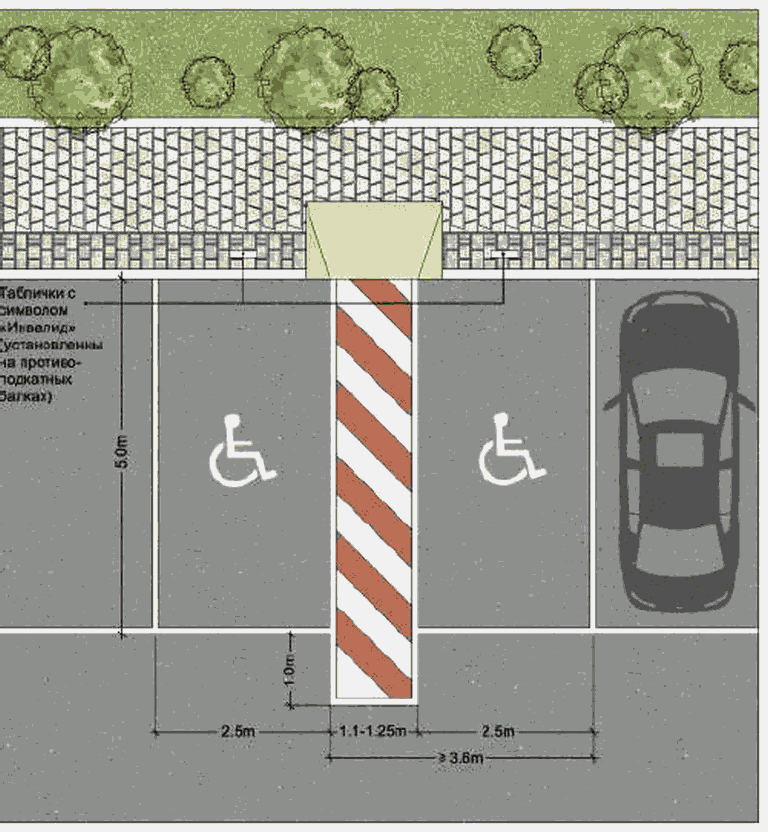 Таблички с
символом
«Инвалид»
(установленны
на противо-
подкатных
балках)
5.0m
1.0m
2.5m
1.1-1.25m
2.5m
≥ 3.6m